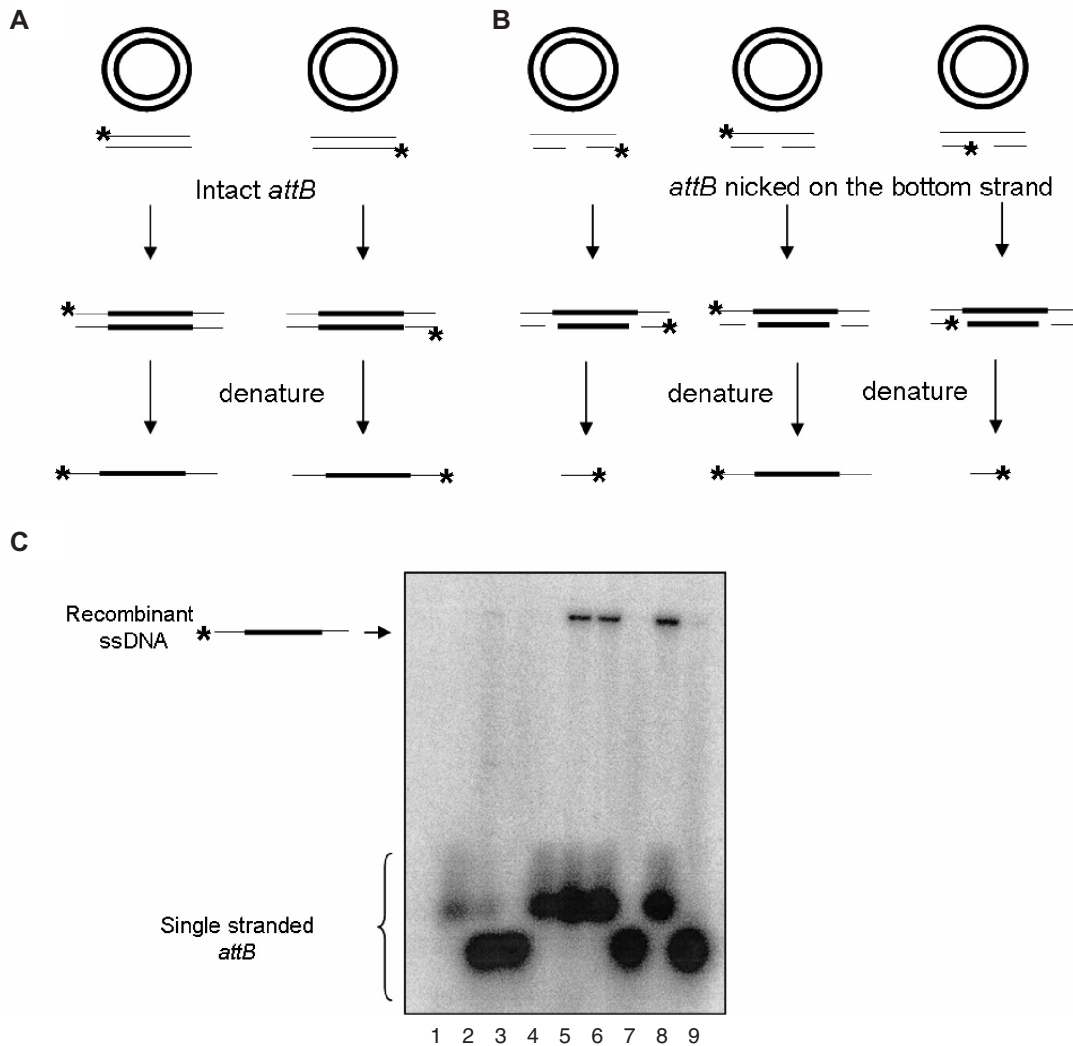 A
B
Intact attB
attB nicked on the bottom strand
denature
denature
denature
C
Recombinant
ssDNA
Single stranded
attB
1 2 3 4 5 6 7 8 9